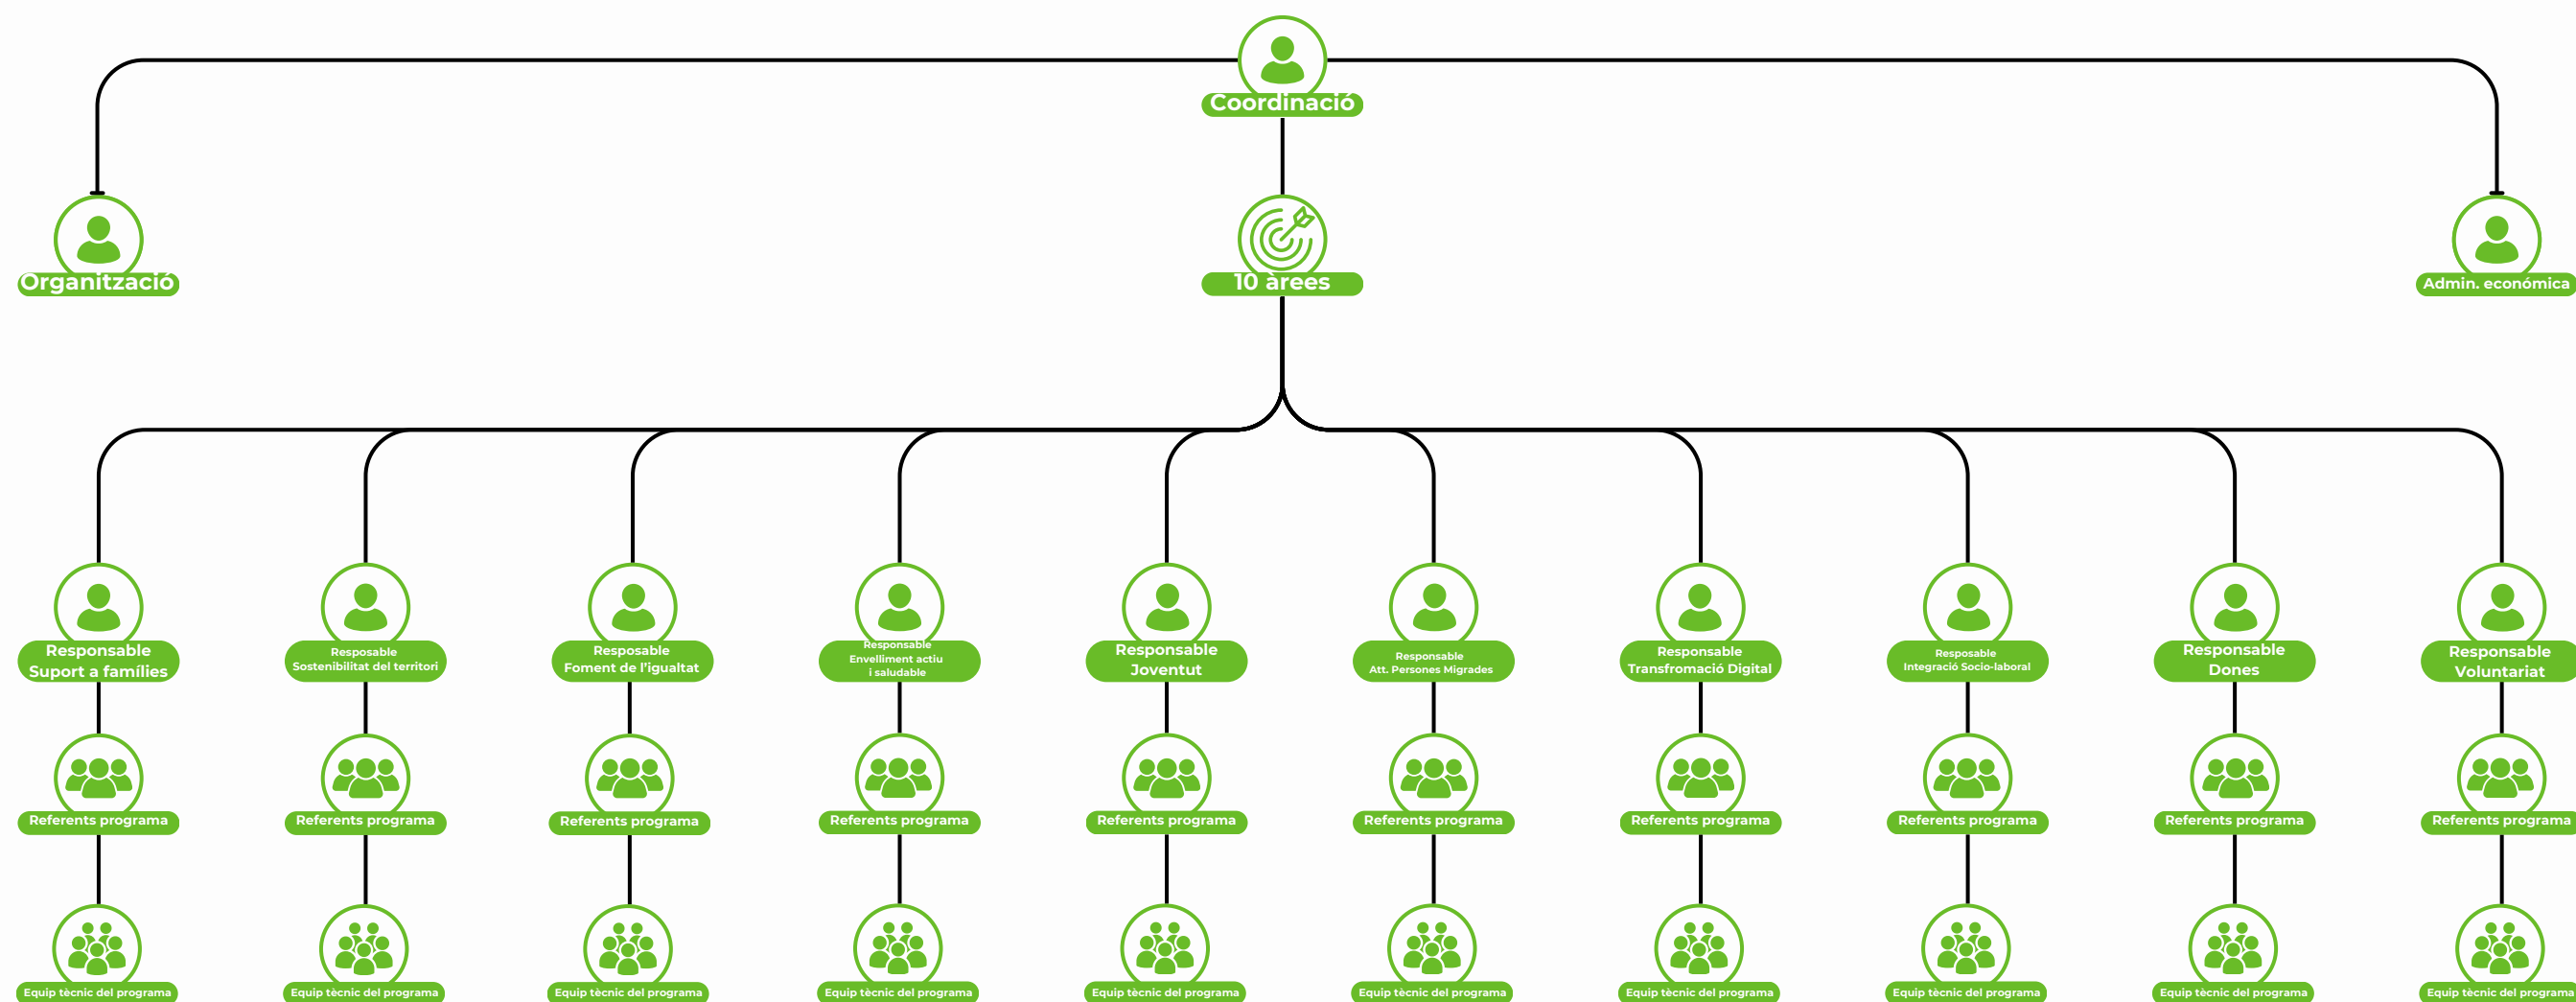 Coordinació
Organització
10 àrees
Admin. económica
Responsable
Suport a famílies
Resposable
Sostenibilitat del territori
Resposable
Foment de l'igualtat
Responsable
Envelliment actiu
i saludable
Responsable
Joventut
Responsable
Att. Persones Migrades
Responsable
Transfromació Digital
Resposable
Integració Socio-laboral
Responsable
Dones
Responsable
Voluntariat
Referents programa
Referents programa
Referents programa
Referents programa
Referents programa
Referents programa
Referents programa
Referents programa
Referents programa
Referents programa
Equip tècnic del programa
Equip tècnic del programa
Equip tècnic del programa
Equip tècnic del programa
Equip tècnic del programa
Equip tècnic del programa
Equip tècnic del programa
Equip tècnic del programa
Equip tècnic del programa
Equip tècnic del programa